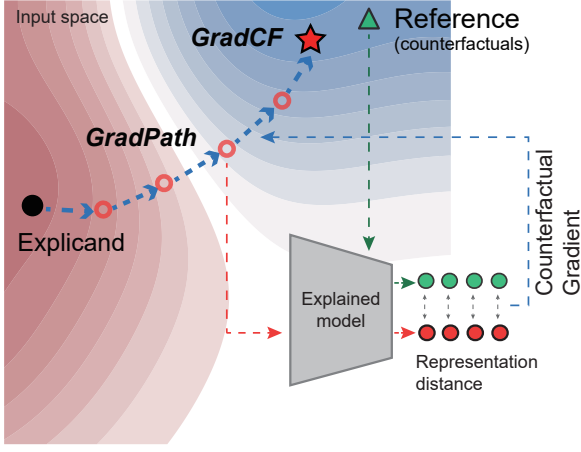 Input space
GradCF
Reference
(counterfactuals)
GradPath
Explicand
Counterfactual
Gradient
Explained
model
Representation
distance